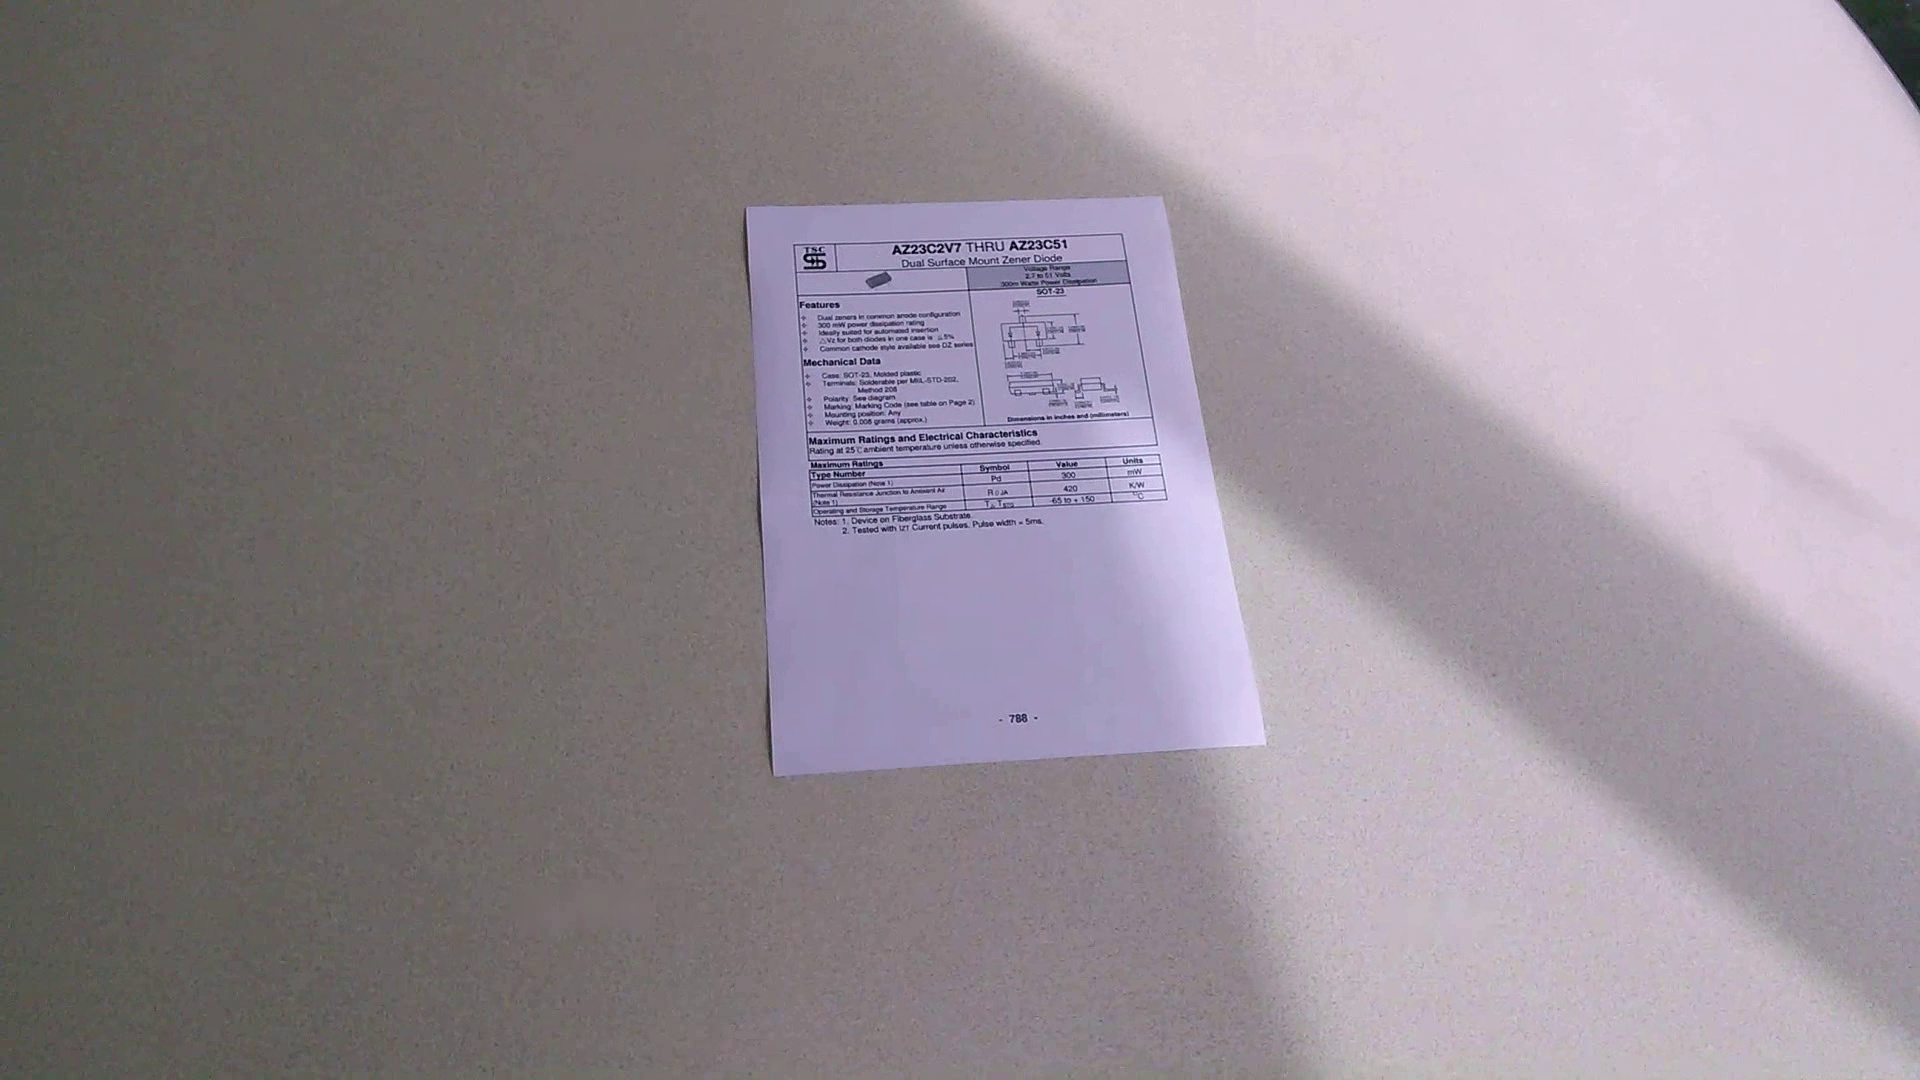 TSC
AZ23C2V7 THRU AZ23C51
Dual Surface Mount Zener Diode
Voltage Range
2.7 to 51 Volts
300m Watts Power Dissipation
SOT-23
Features
Dual zeners in common anode configuration
300 mW power dissipation rating
Ideally suited for automated insertion
△Vz for both diodes in one case is 5%
Common cathode style available see DZ series
Mechanical Data
Case: SOT-23, Molded plastic
Terminals: Solderable per MIL-STD-202,
Method 208
Polarity: See diagram
Marking: Marking Code (see table on Page 2)
Mounting position: Any
Weight: 0.008 grams (approx.)
Dimensions in inches and (millimeters)
Maximum Ratings and Electrical Characteristics
Rating at 25℃ ambient temperature unless otherwise specified.
Maximum Ratings
Type Number Symbol Value Units
Power Dissipation (Note 1) Pd 300 mW
Thermal Resistance Junction to Ambient Air
(Note 1) RθJA 420 K/W
Operating and Storage Temperature Range TJ, TSTG -65 to + 150 °C
Notes: 1. Device on Fiberglass Substrate.
2. Tested with IZT Current pulses. Pulse width = 5ms.
- 788 -